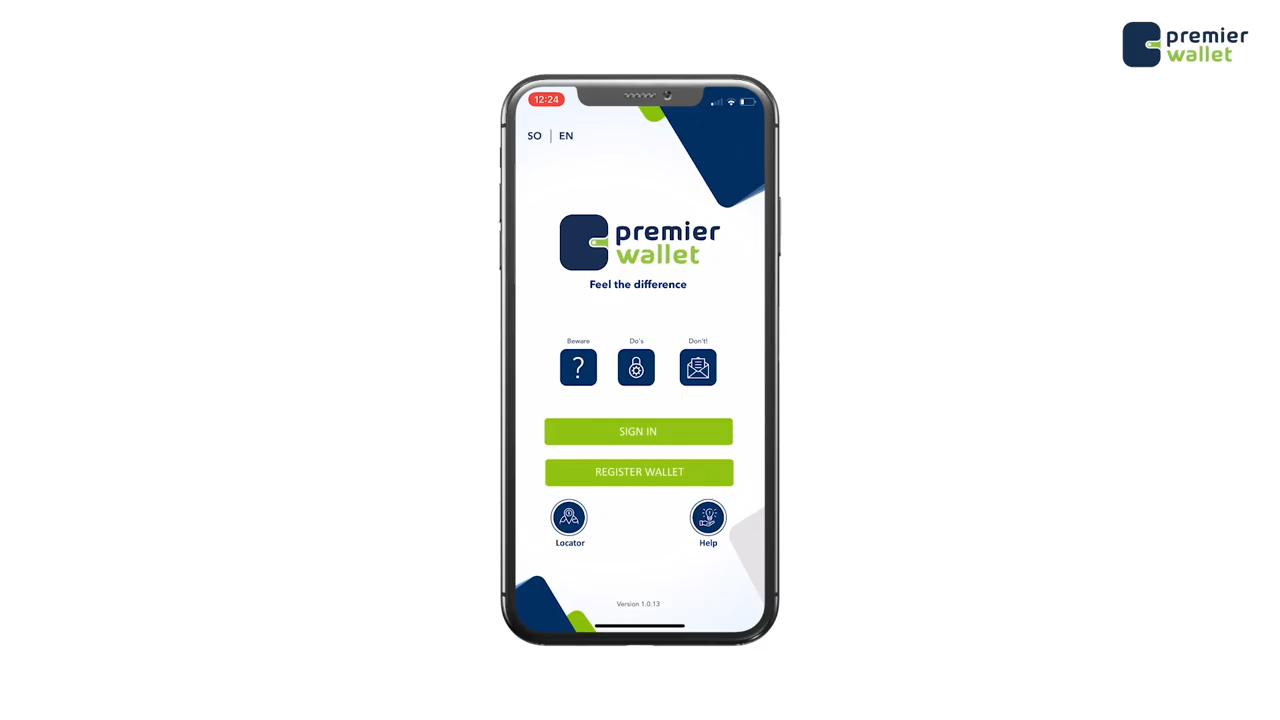 premier
wallet
12:24
SO | EN
premier
wallet
Feel the difference
Beware
Do's
Don't!
?
SIGN IN
REGISTER WALLET
Locator
Help
Version 1.0.13